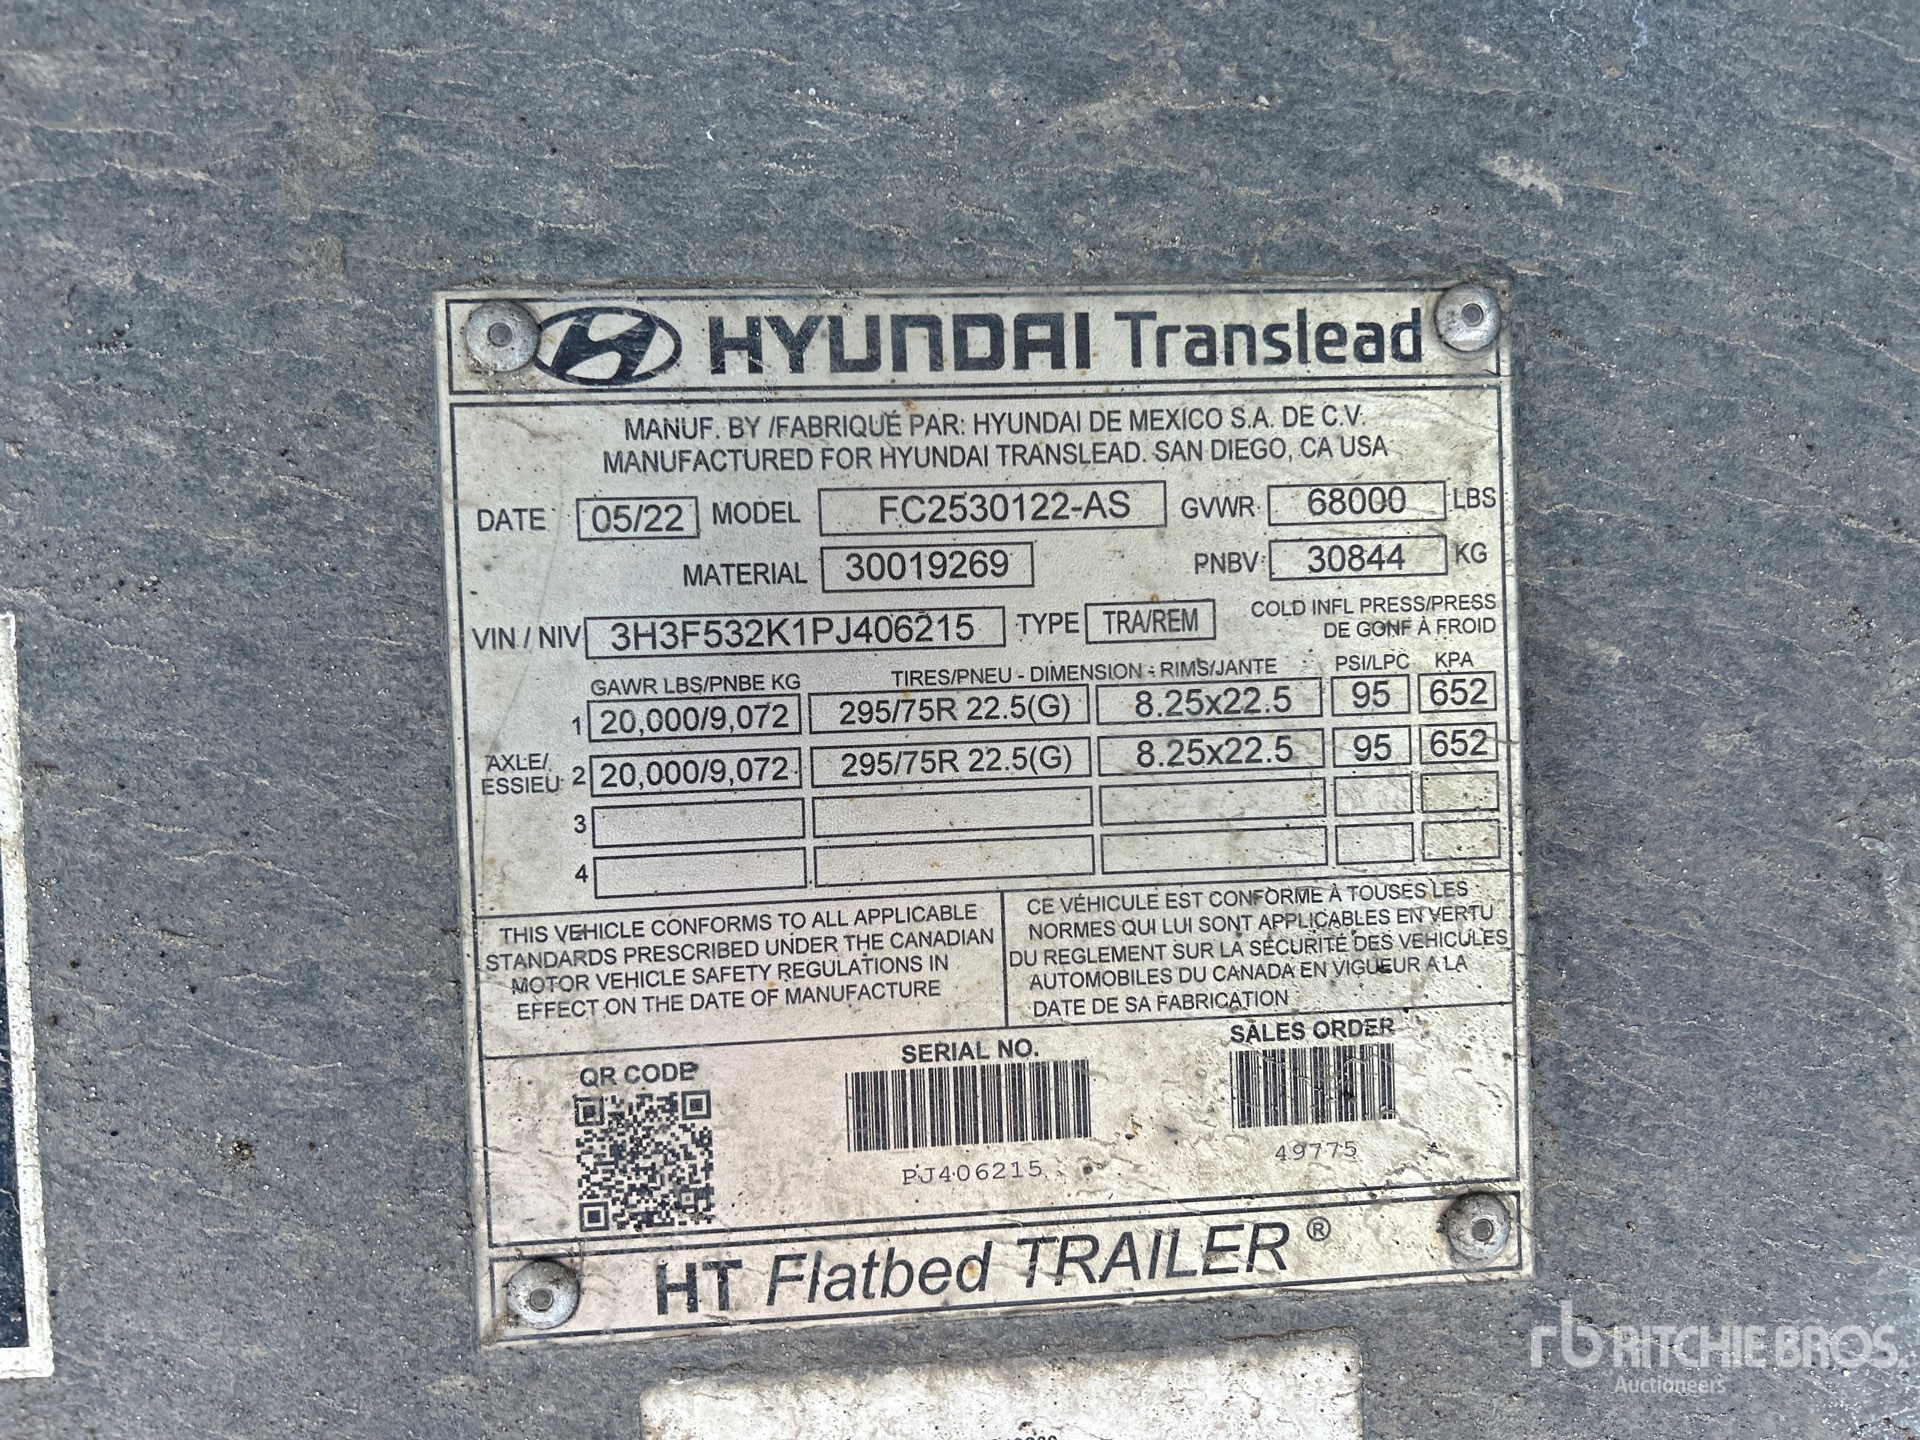 HYUNDAI Translead
MANUF. BY /FABRIQUÉ PAR: HYUNDAI DE MEXICO S.A. DE C.V.
MANUFACTURED FOR HYUNDAI TRANSLEAD. SAN DIEGO, CA USA
DATE 05/22 MODEL FC2530122-AS GVWR 68000 LBS
MATERIAL 30019269 PNBV 30844 KG
VIN / NIV 3H3F532K1PJ406215 TYPE TRA/REM COLD INFL PRESS/PRESS
DE GONF À FROID
GAWR LBS/PNBE KG TIRES/PNEU - DIMENSION - RIMS/JANTE PSI/LPC KPA
1 20,000/9,072 295/75R 22.5(G) 8.25x22.5 95 652
AXLE/
ESSIEU 2 20,000/9,072 295/75R 22.5(G) 8.25x22.5 95 652
3
4
THIS VEHICLE CONFORMS TO ALL APPLICABLE
STANDARDS PRESCRIBED UNDER THE CANADIAN
MOTOR VEHICLE SAFETY REGULATIONS IN
EFFECT ON THE DATE OF MANUFACTURE
CE VÉHICULE EST CONFORME À TOUSES LES
NORMES QUI LUI SONT APPLICABLES EN VERTU
DU REGLEMENT SUR LA SÉCURITÉ DES VEHICULES
AUTOMOBILES DU CANADA EN VIGUEUR A LA
DATE DE SA FABRICATION
QR CODE
SERIAL NO.
PJ406215
SALES ORDER
49775
HT Flatbed TRAILER ®
rb RITCHIE BROS.
Auctioneers